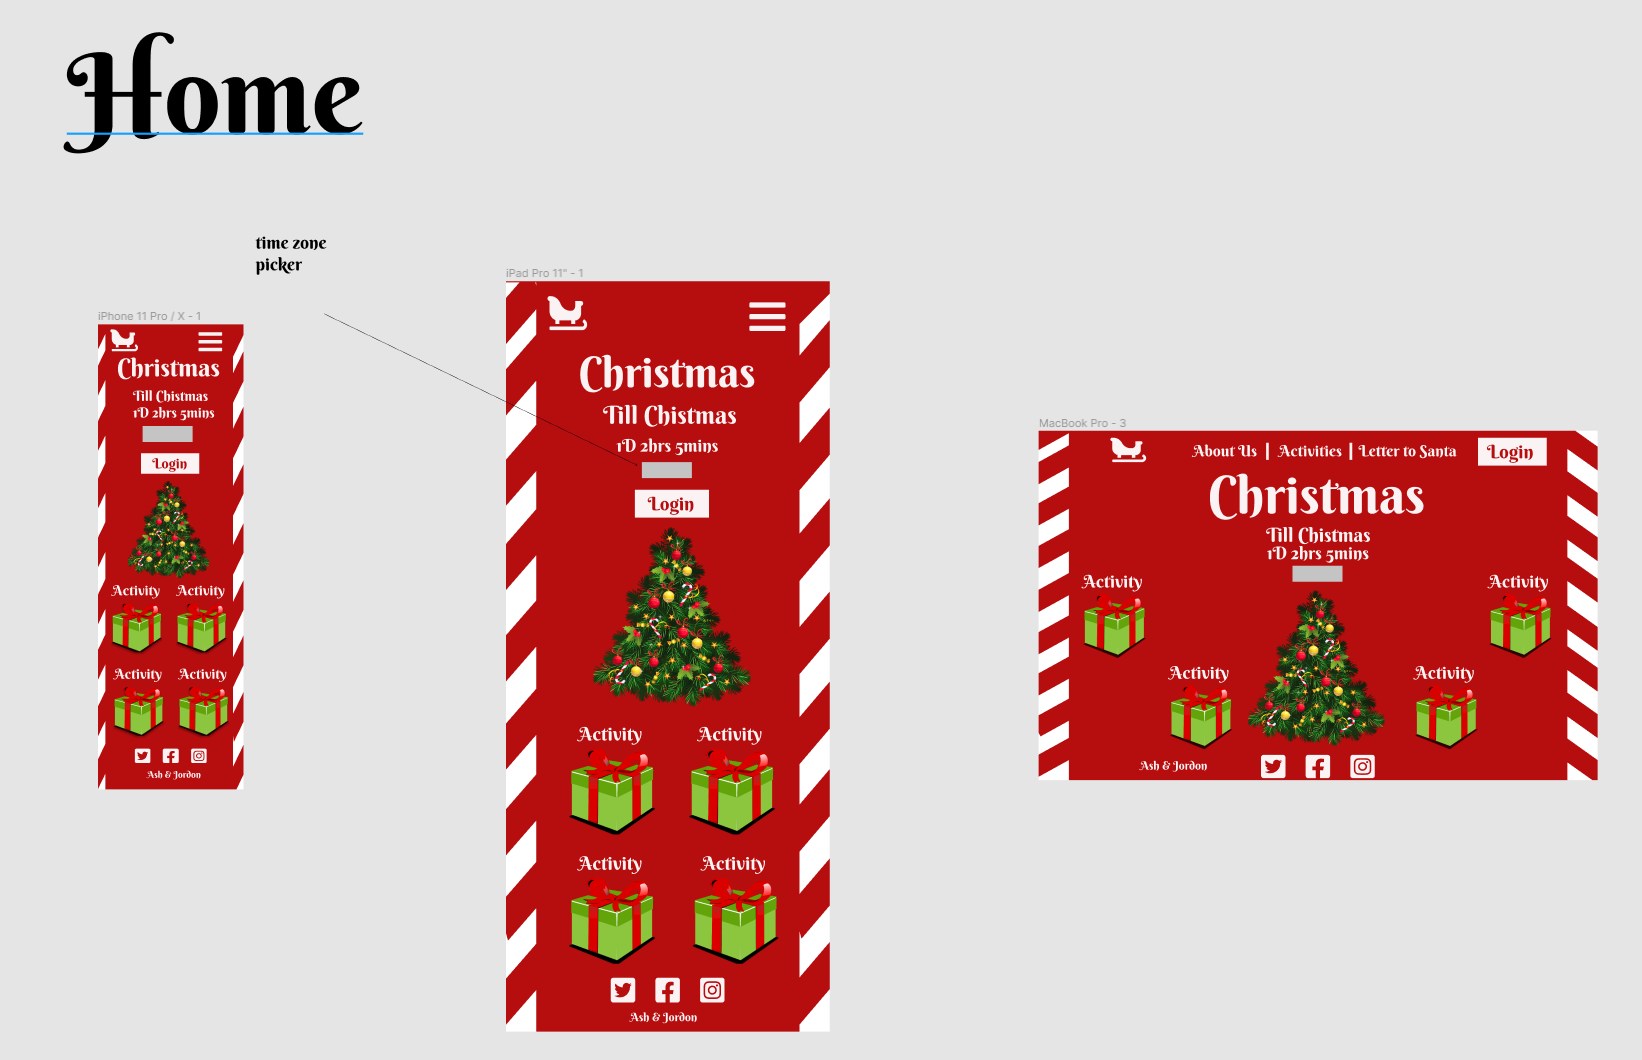 Home
time zone
picker
iPhone 11 Pro / X - 1
Christmas
Till Chistmas
1D 2hrs 5mins
Login
Activity Activity
Activity Activity
Ash & Jordon
iPad Pro 11" - 1
Christmas
Till Chistmas
1D 2hrs 5mins
Login
Activity Activity
Activity Activity
Ash & Jordon
MacBook Pro - 3
About Us | Activities | Letter to Santa Login
Christmas
Till Chistmas
1D 2hrs 5mins
Activity Activity
Activity Activity
Ash & Jordon